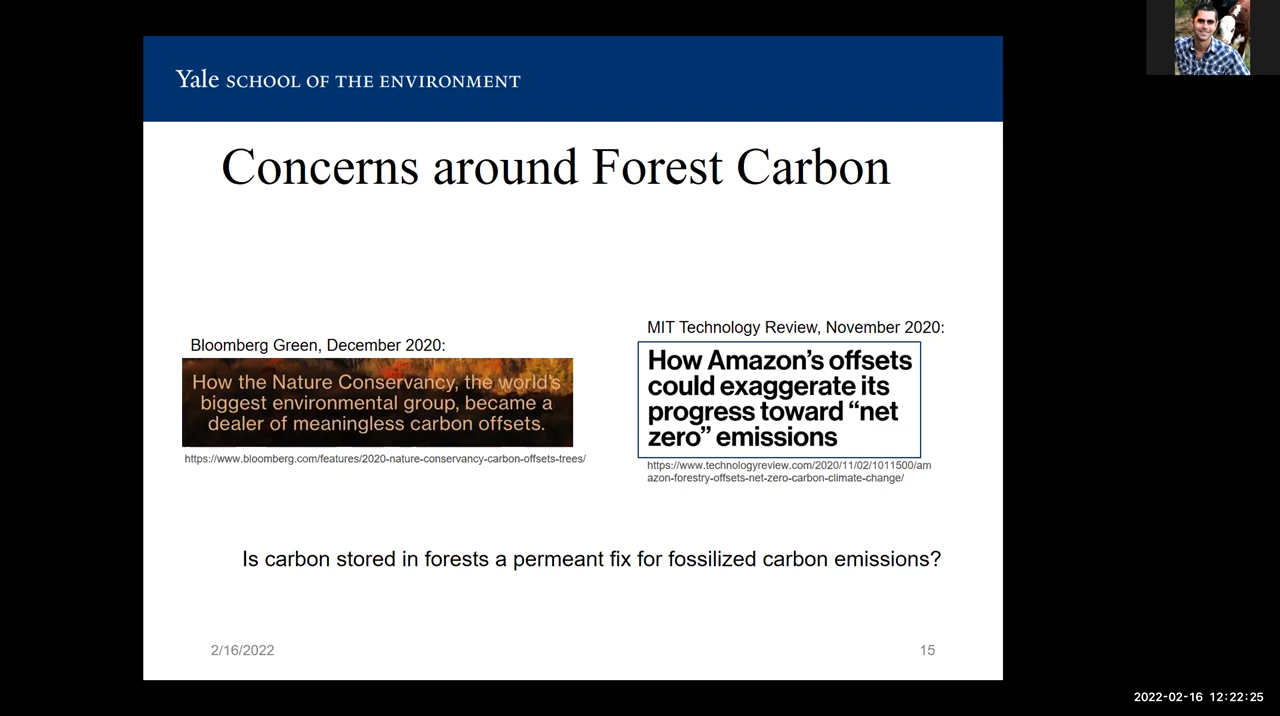 Yale SCHOOL OF THE ENVIRONMENT
Concerns around Forest Carbon
Bloomberg Green, December 2020:
How the Nature Conservancy, the world's
biggest environmental group, became a
dealer of meaningless carbon offsets.
https://www.bloomberg.com/features/2020-nature-conservancy-carbon-offsets-trees/
MIT Technology Review, November 2020:
How Amazon's offsets
could exaggerate its
progress toward “net
zero” emissions
https://www.technologyreview.com/2020/11/02/1011500/am
azon-forestry-offsets-net-zero-carbon-climate-change/
Is carbon stored in forests a permeant fix for fossilized carbon emissions?
2/16/2022
15
2022-02-16 12:22:25